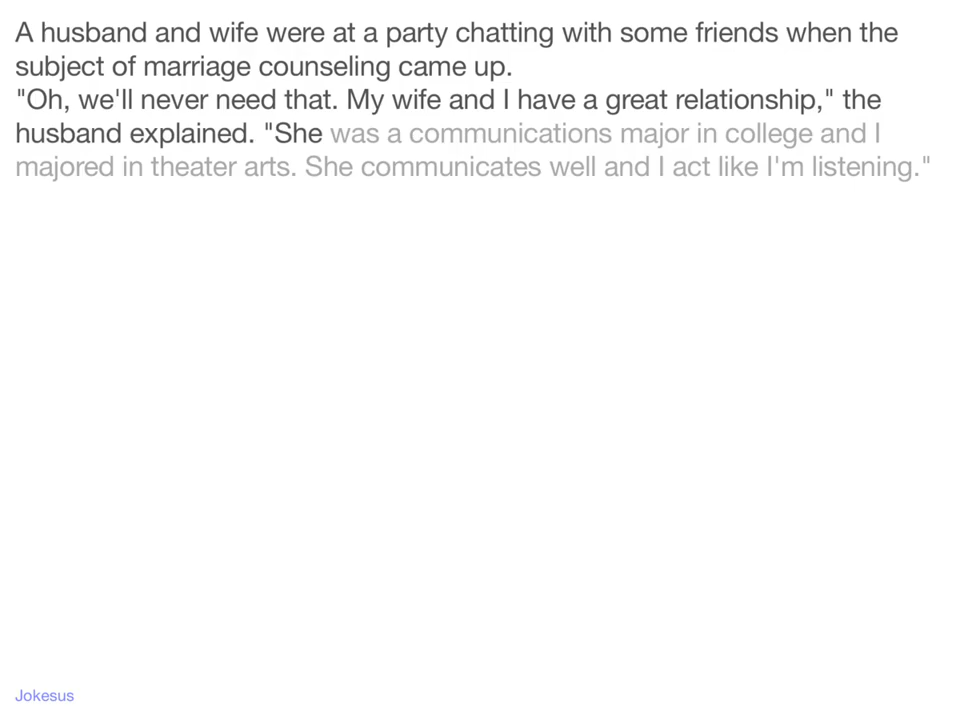 A husband and wife were at a party chatting with some friends when the
subject of marriage counseling came up.
"Oh, we'll never need that. My wife and I have a great relationship," the
husband explained. "She was a communications major in college and I
majored in theater arts. She communicates well and I act like I'm listening."
Jokesus